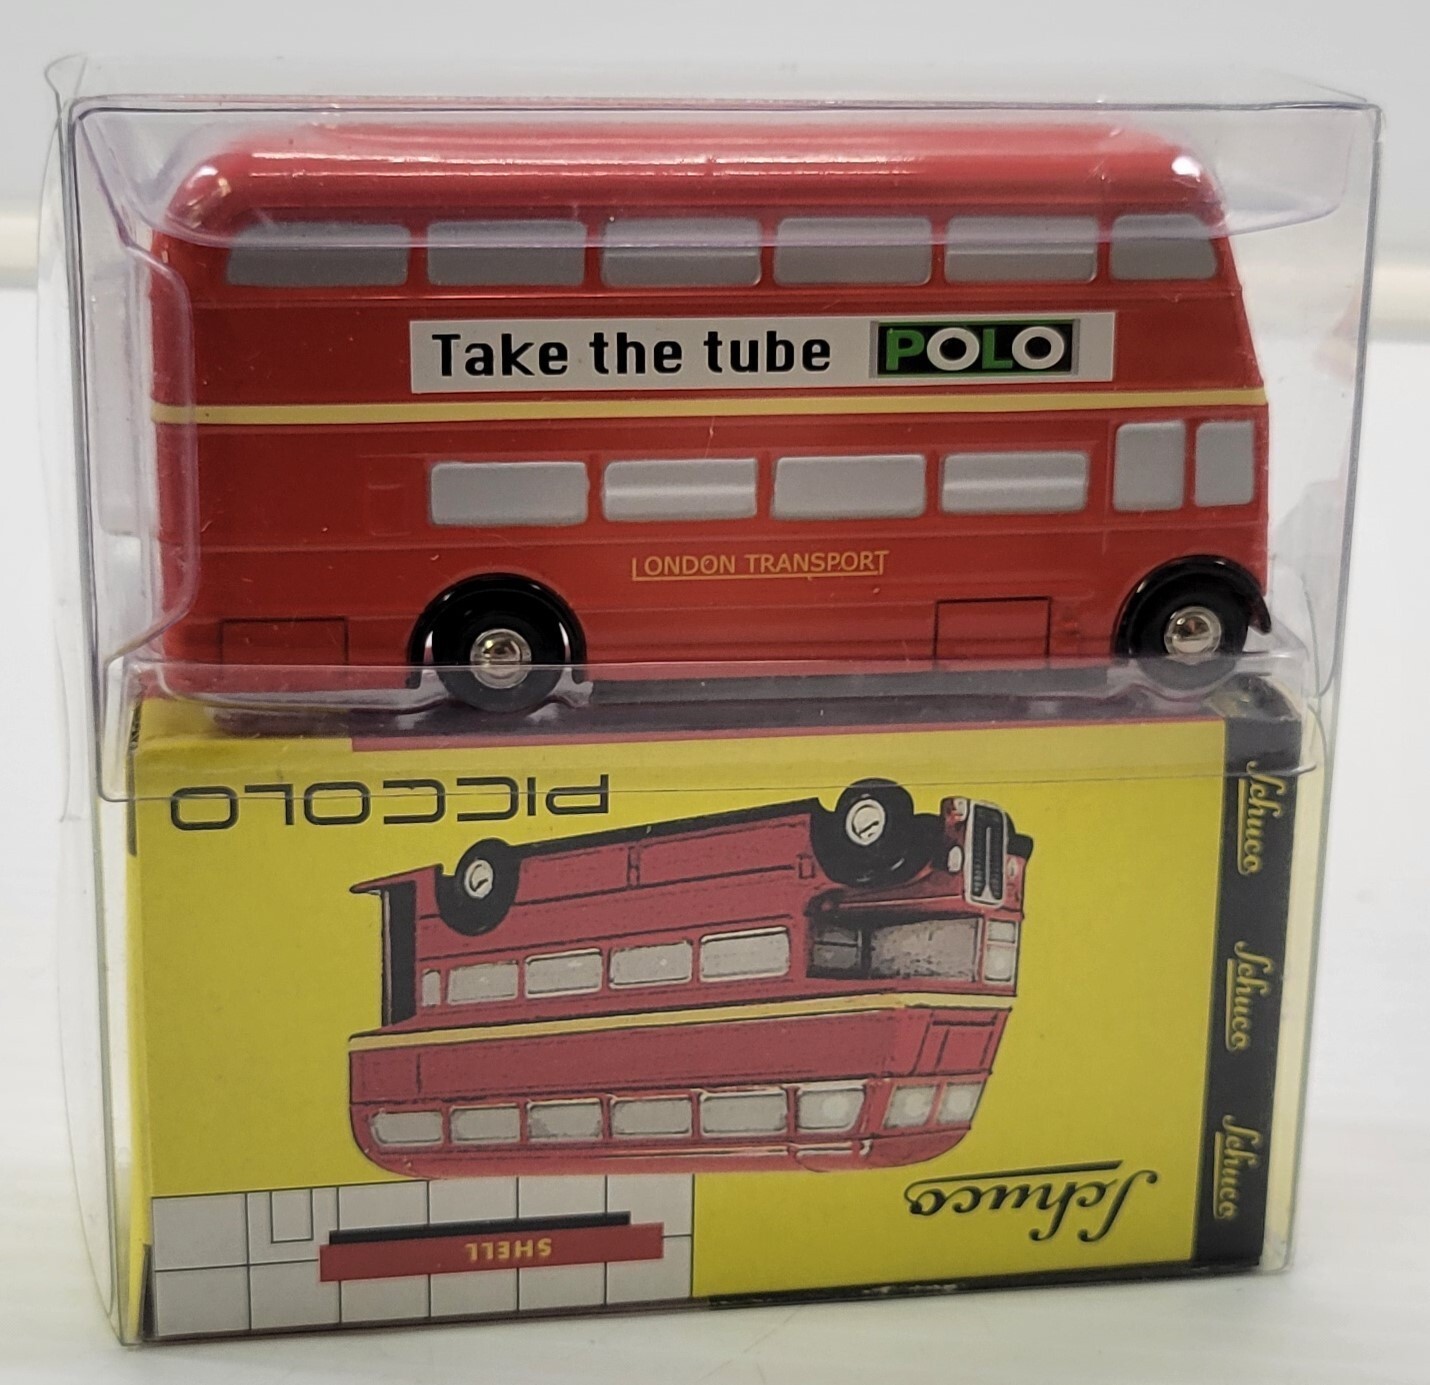 Take the tube POLO
LONDON TRANSPORT
PICCOLO
Schuco
Schuco
Schuco
Schuco
SHELL